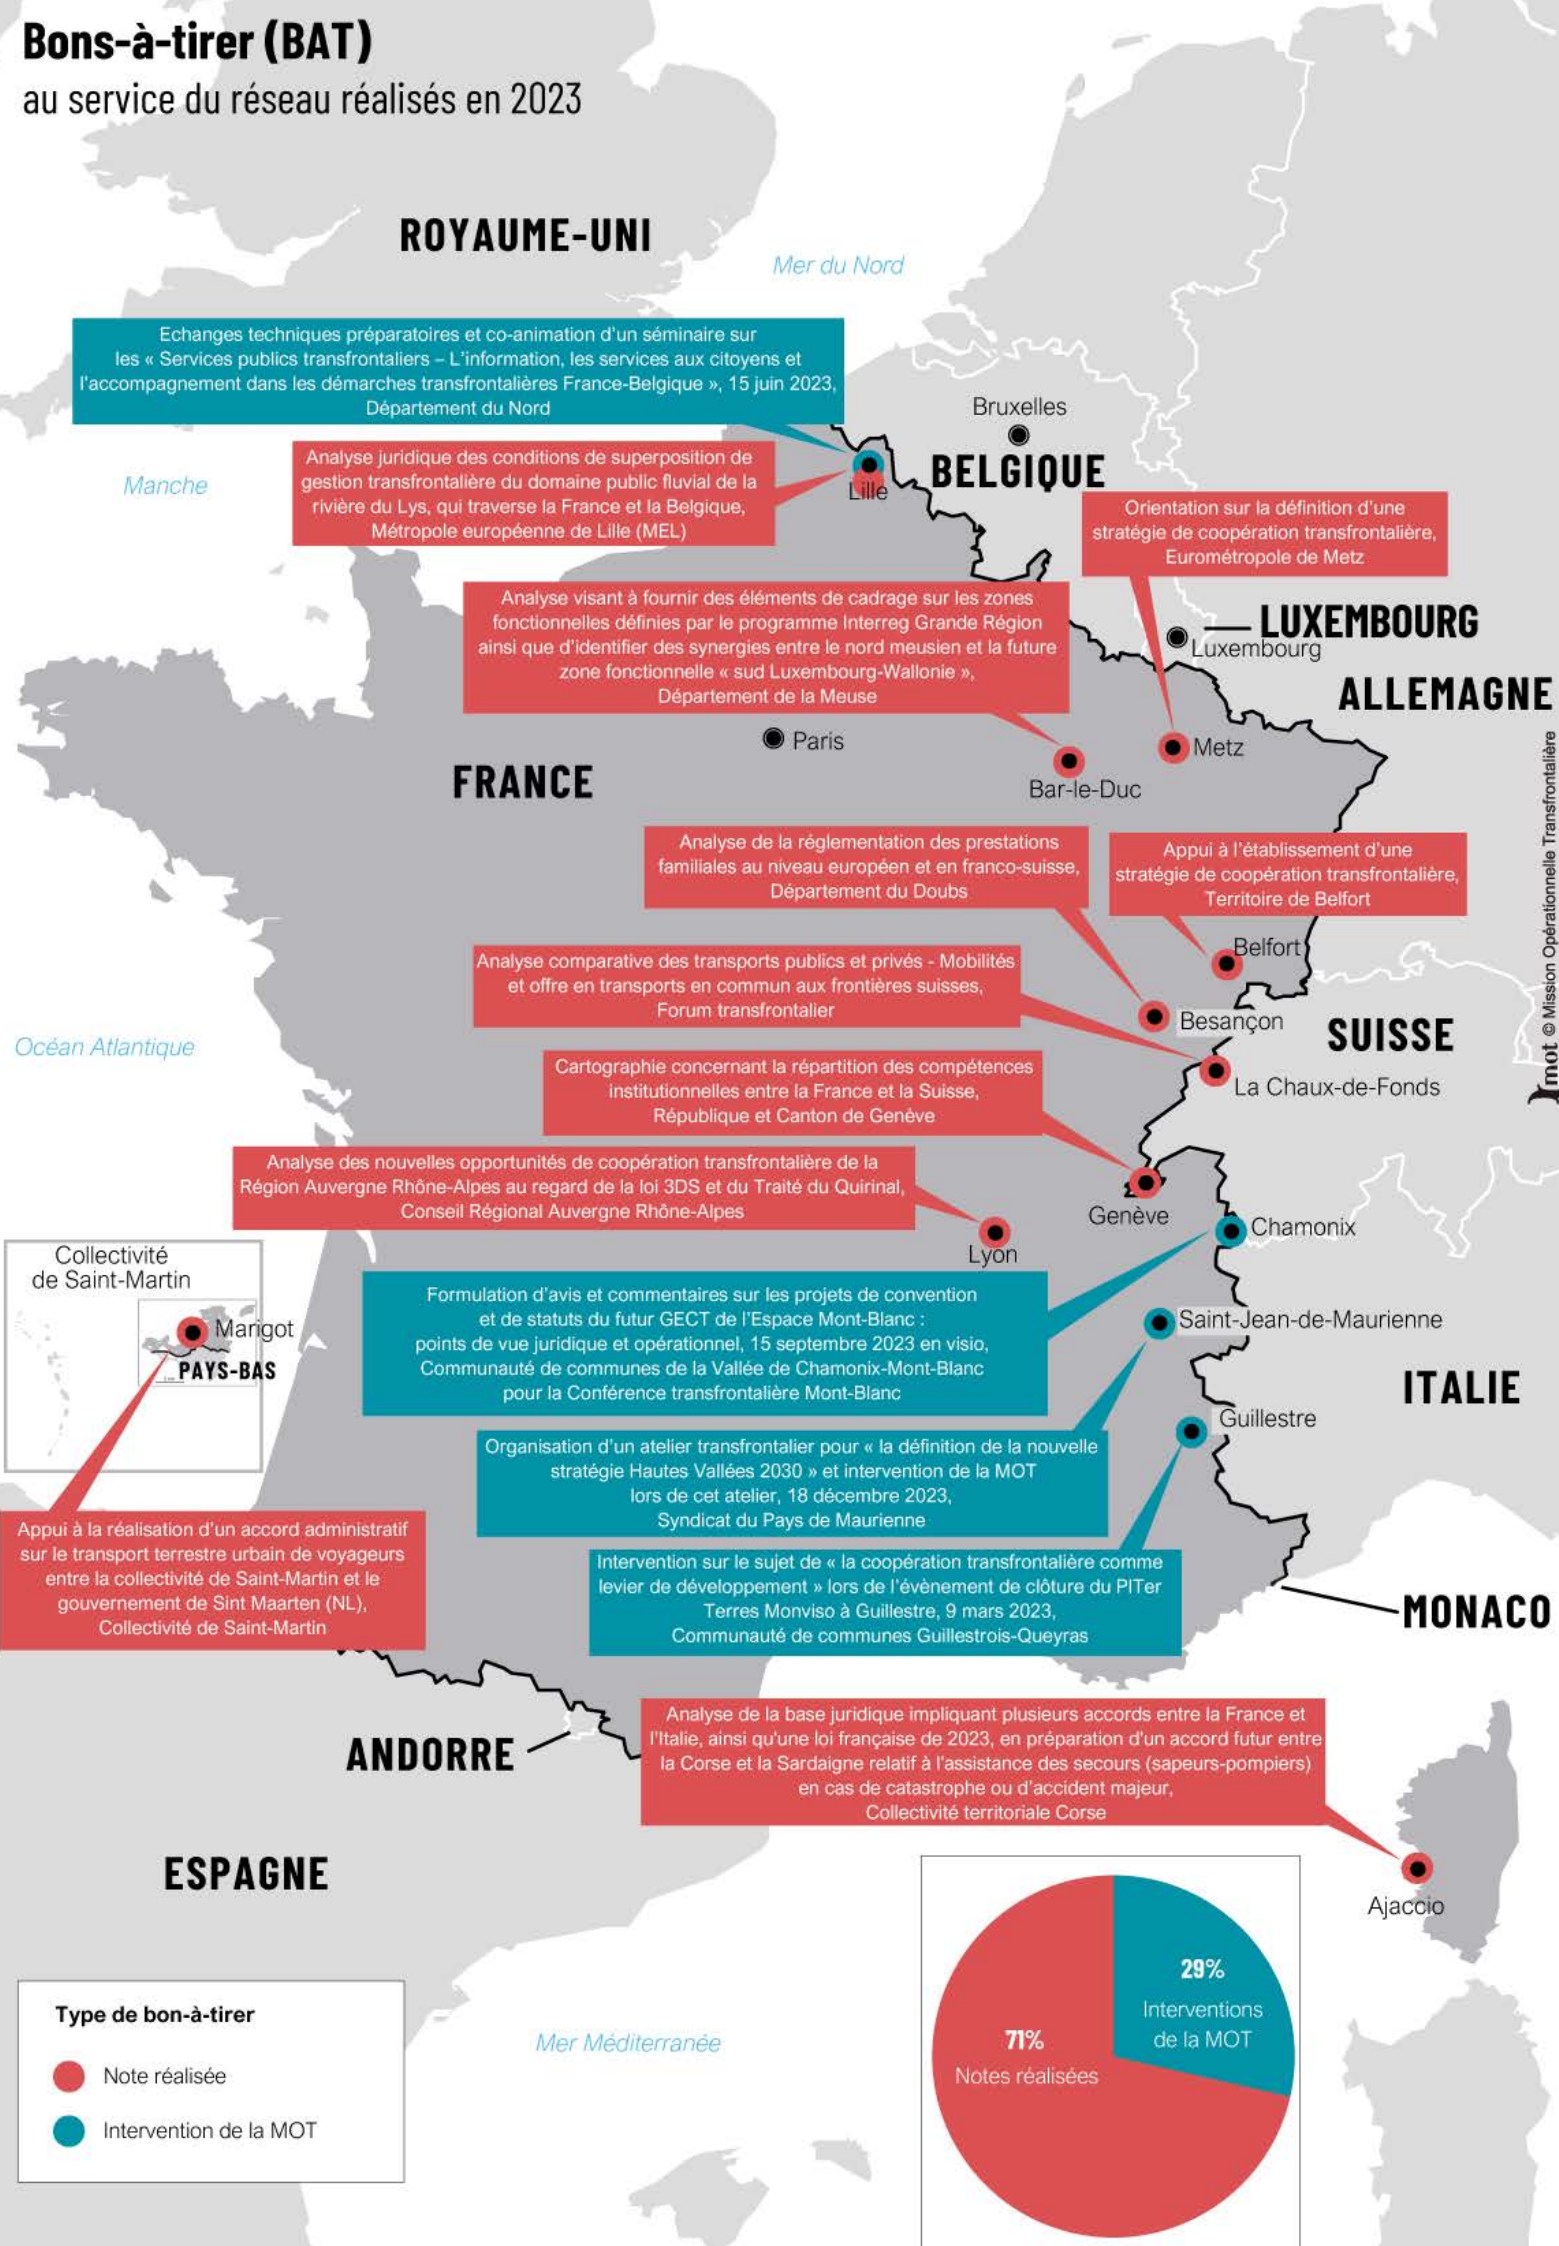 Bons-à-tirer (BAT)
au service du réseau réalisés en 2023
ROYAUME-UNI
Mer du Nord
Echanges techniques préparatoires et co-animation d'un séminaire sur
les « Services publics transfrontaliers – L'information, les services aux citoyens et
l'accompagnement dans les démarches transfrontalières France-Belgique », 15 juin 2023,
Département du Nord
Bruxelles
BELGIQUE
Manche
Analyse juridique des conditions de superposition de
gestion transfrontalière du domaine public fluvial de la
rivière du Lys, qui traverse la France et la Belgique,
Métropole européenne de Lille (MEL)
Lille
Orientation sur la définition d'une
stratégie de coopération transfrontalière,
Eurométropole de Metz
Analyse visant à fournir des éléments de cadrage sur les zones
fonctionnelles définies par le programme Interreg Grande Région
ainsi que d'identifier des synergies entre le nord meusien et la future
zone fonctionnelle « sud Luxembourg-Wallonie »,
Département de la Meuse
LUXEMBOURG
Luxembourg
ALLEMAGNE
Paris
Metz
FRANCE
Bar-le-Duc
mot © Mission Opérationnelle Transfrontalière
Analyse de la réglementation des prestations
familiales au niveau européen et en franco-suisse,
Département du Doubs
Appui à l'établissement d'une
stratégie de coopération transfrontalière,
Territoire de Belfort
Belfort
Analyse comparative des transports publics et privés - Mobilités
et offre en transports en commun aux frontières suisses,
Forum transfrontalier
Besançon
SUISSE
Océan Atlantique
La Chaux-de-Fonds
Cartographie concernant la répartition des compétences
institutionnelles entre la France et la Suisse,
République et Canton de Genève
Analyse des nouvelles opportunités de coopération transfrontalière de la
Région Auvergne Rhône-Alpes au regard de la loi 3DS et du Traité du Quirinal,
Conseil Régional Auvergne Rhône-Alpes
Genève
Chamonix
Lyon
Collectivité
de Saint-Martin
Marigot
PAYS-BAS
Formulation d'avis et commentaires sur les projets de convention
et de statuts du futur GECT de l'Espace Mont-Blanc :
points de vue juridique et opérationnel, 15 septembre 2023 en visio,
Communauté de communes de la Vallée de Chamonix-Mont-Blanc
pour la Conférence transfrontalière Mont-Blanc
Saint-Jean-de-Maurienne
ITALIE
Guillestre
Organisation d'un atelier transfrontalier pour « la définition de la nouvelle
stratégie Hautes Vallées 2030 » et intervention de la MOT
lors de cet atelier, 18 décembre 2023,
Syndicat du Pays de Maurienne
Appui à la réalisation d'un accord administratif
sur le transport terrestre urbain de voyageurs
entre la collectivité de Saint-Martin et le
gouvernement de Sint Maarten (NL),
Collectivité de Saint-Martin
Intervention sur le sujet de « la coopération transfrontalière comme
levier de développement » lors de l'évènement de clôture du PITer
Terres Monviso à Guillestre, 9 mars 2023,
Communauté de communes Guillestrois-Queyras
MONACO
ANDORRE
Analyse de la base juridique impliquant plusieurs accords entre la France et
l'Italie, ainsi qu'une loi française de 2023, en préparation d'un accord futur entre
la Corse et la Sardaigne relatif à l'assistance des secours (sapeurs-pompiers)
en cas de catastrophe ou d'accident majeur,
Collectivité territoriale Corse
ESPAGNE
Ajaccio
29%
Interventions
de la MOT
71%
Notes réalisées
Mer Méditerranée
Type de bon-à-tirer
Note réalisée
Intervention de la MOT